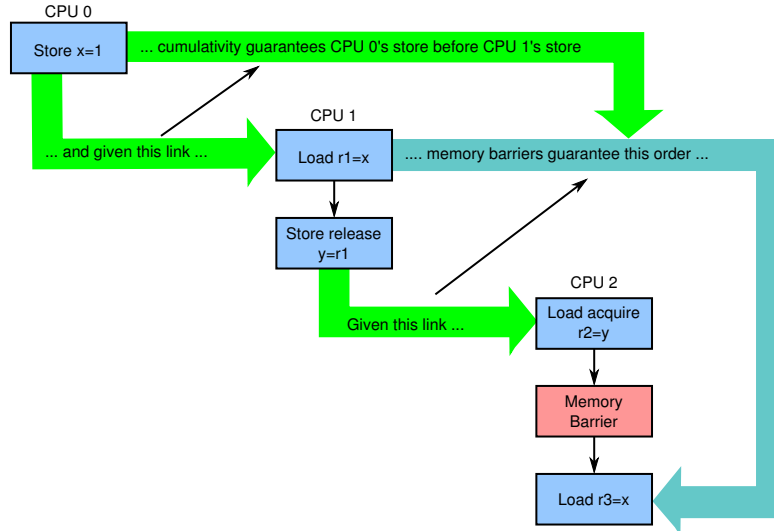 CPU 0
Store x=1
... cumulativity guarantees CPU 0's store before CPU 1's store
CPU 1
... and given this link ...
Load r1=x
.... memory barriers guarantee this order ...
Store release
y=r1
CPU 2
Given this link ...
Load acquire
r2=y
Memory
Barrier
Load r3=x